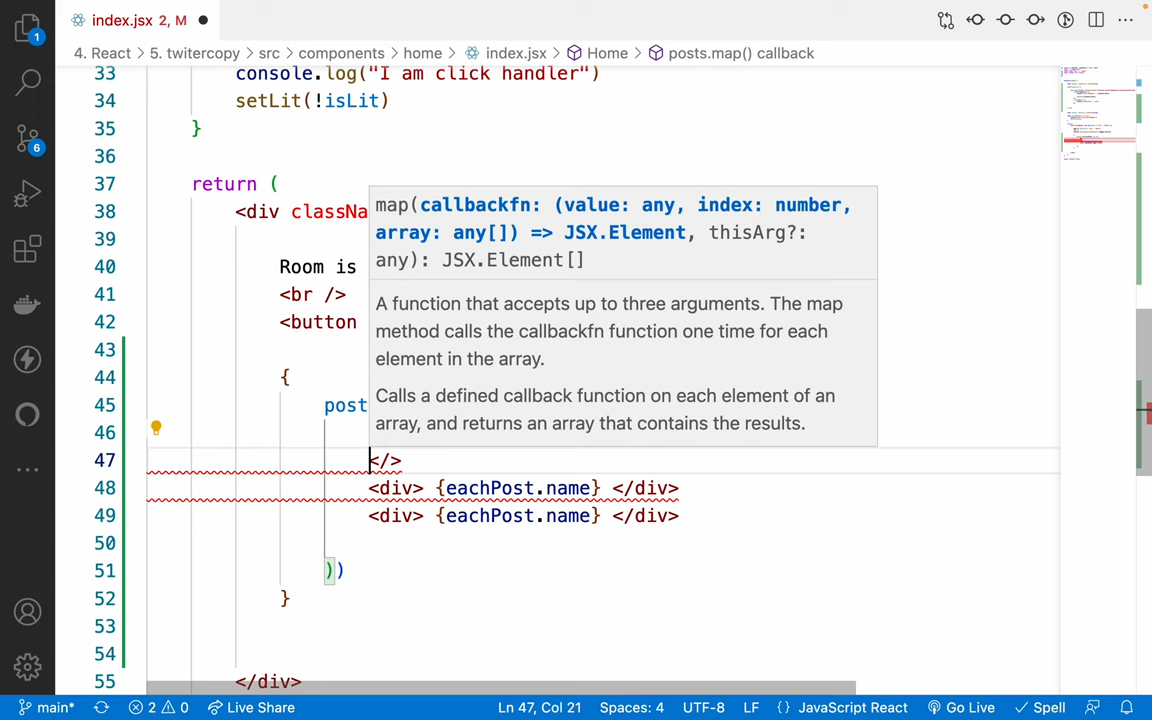 index.jsx 2, M
1
4. React > 5. twitercopy > src > components > home > index.jsx > Home > posts.map() callback
33 console.log("I am click handler")
34 setLit(!isLit)
35 }
36
37 return (
38 <div classNa
39
40 Room is
41 <br />
42 <button
43
44 {
45 post
46
47 </>
48 <div> {eachPost.name} </div>
49 <div> {eachPost.name} </div>
50
51 ))
52 }
53
54
55 </div>
map(callbackfn: (value: any, index: number,
array: any[]) => JSX.Element, thisArg?:
any): JSX.Element[]
A function that accepts up to three arguments. The map
method calls the callbackfn function one time for each
element in the array.
Calls a defined callback function on each element of an
array, and returns an array that contains the results.
6
main* 2 0 Live Share Ln 47, Col 21 Spaces: 4 UTF-8 LF {} JavaScript React Go Live Spell